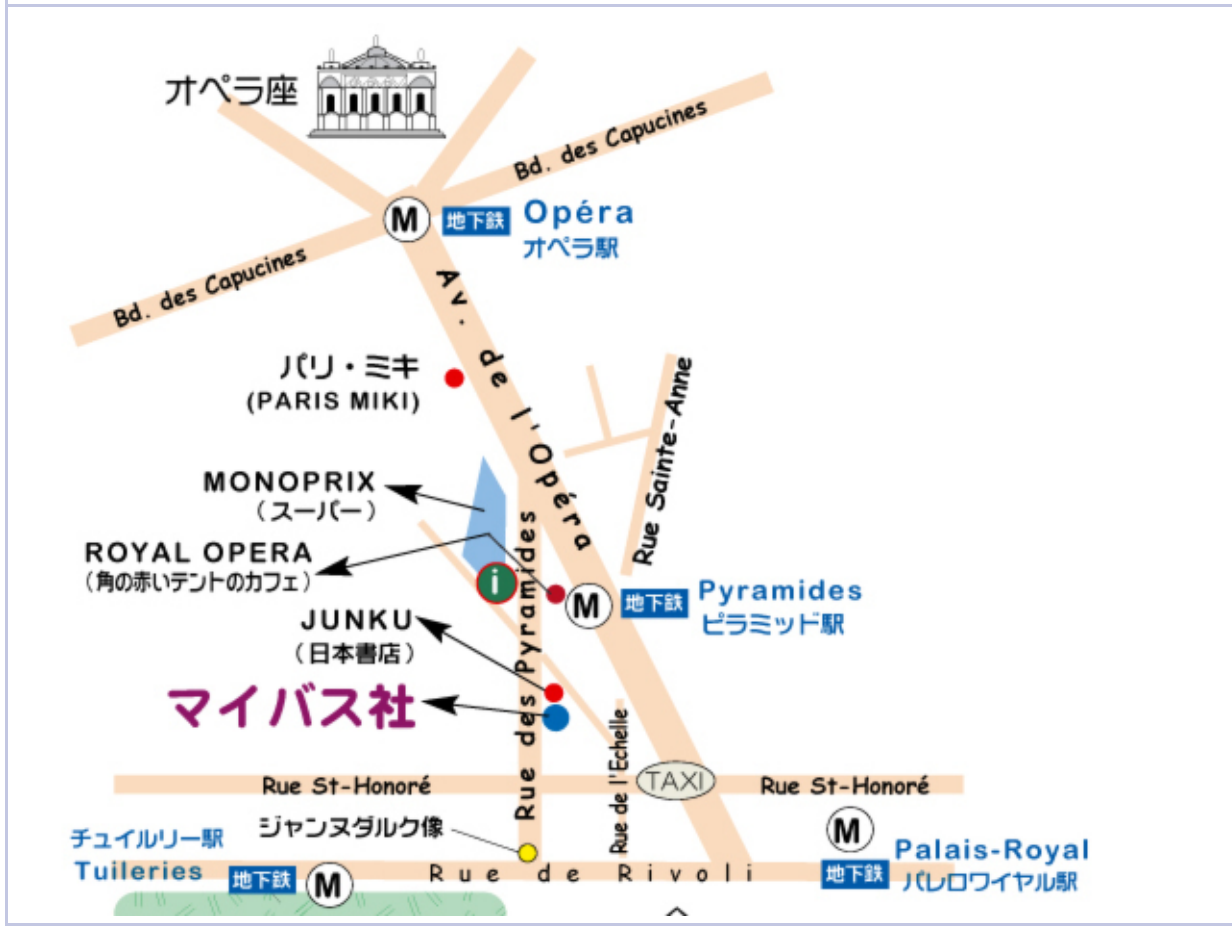 オペラ座
Bd. des Capucines
M 地下鉄 Opéra
オペラ駅
Bd. des Capucines
Av. de l'Opéra
パリ・ミキ
(PARIS MIKI)
Rue Sainte-Anne
MONOPRIX
(スーパー)
ROYAL OPERA
(角の赤いテントのカフェ)
i
M 地下鉄 Pyramides
ピラミッド駅
JUNKU
(日本書店)
マイバス社
Rue des Pyramides
Rue de l'Echelle
Rue St-Honoré
TAXI
Rue St-Honoré
ジャンヌダルク像
チュイルリー駅
Tuileries 地下鉄 M
Rue de Rivoli
M
地下鉄 Palais-Royal
パレロワイヤル駅